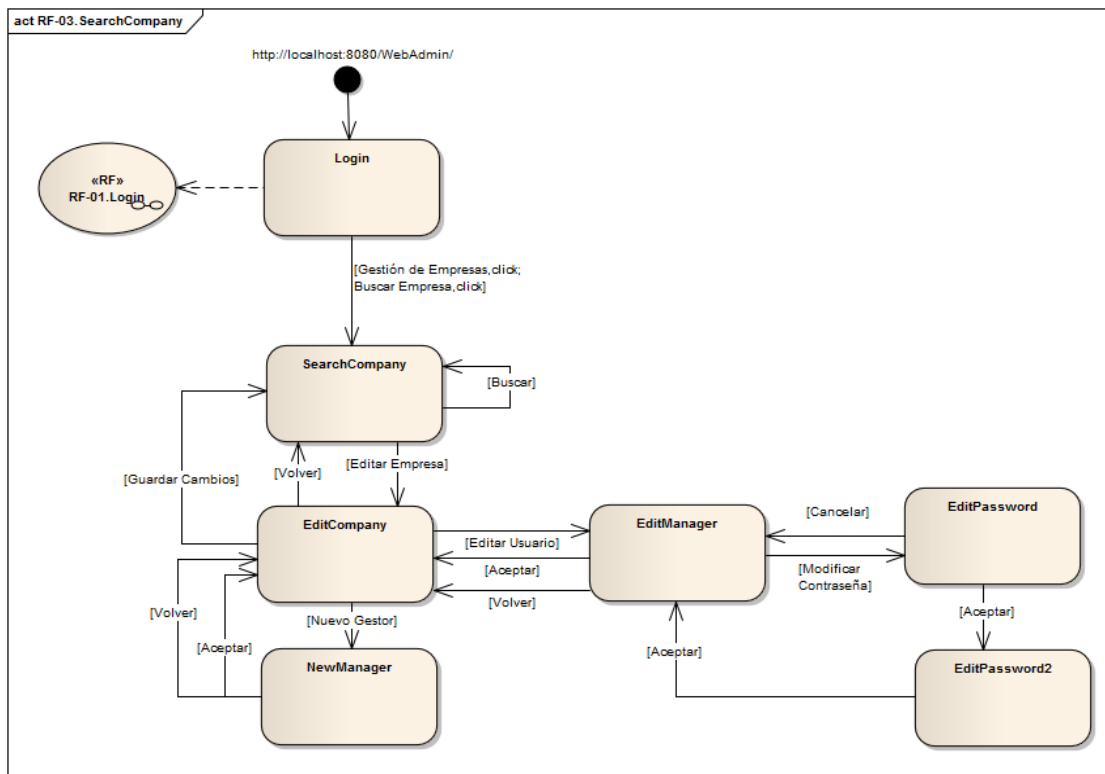 act RF-03.SearchCompany
http://localhost:8080/WebAdmin/
Login
«RF»
RF-01.Login
[Gestión de Empresas,click;
Buscar Empresa,click]
SearchCompany
[Buscar]
[Guardar Cambios]
[Volver]
[Editar Empresa]
EditCompany
[Editar Usuario]
[Aceptar]
[Volver]
EditManager
[Cancelar]
[Modificar
Contraseña]
EditPassword
[Aceptar]
[Volver]
[Aceptar]
[Nuevo Gestor]
NewManager
[Aceptar]
EditPassword2